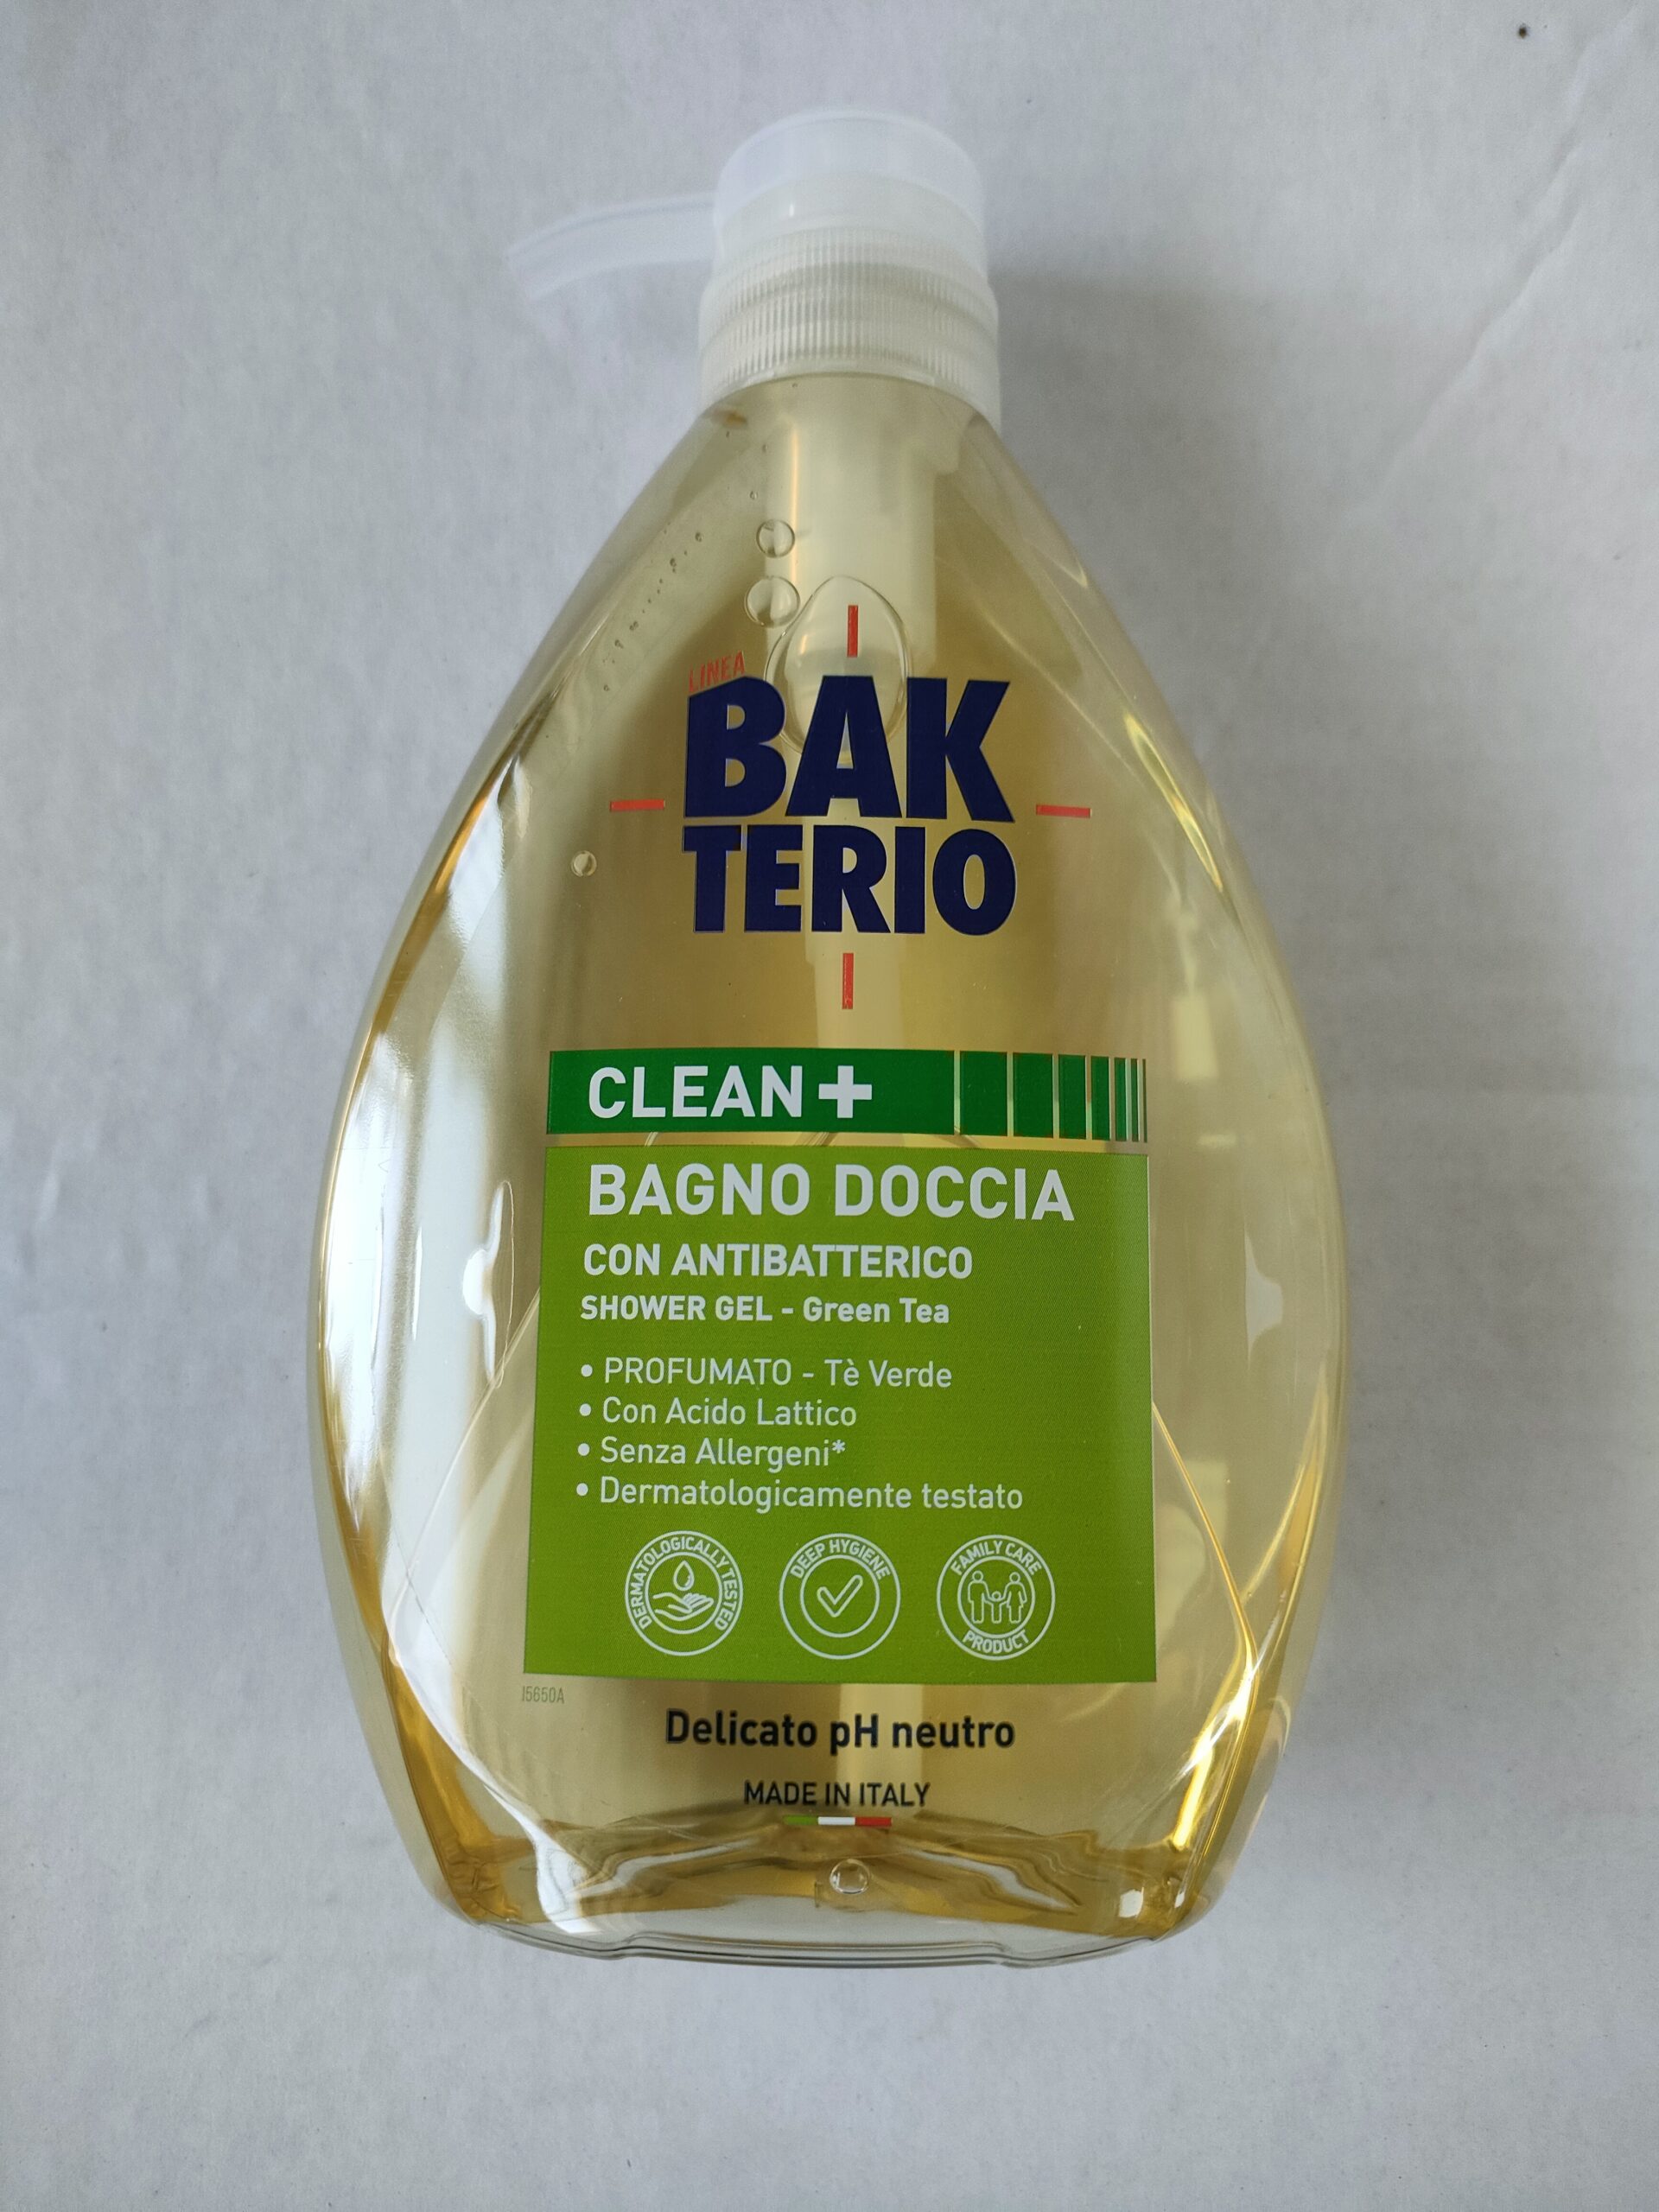 LINEA
BAK
TERIO
CLEAN+
BAGNO DOCCIA
CON ANTIBATTERICO
SHOWER GEL - Green Tea
• PROFUMATO - Tè Verde
• Con Acido Lattico
• Senza Allergeni*
• Dermatologicamente testato
DERMATOLOGICALLY TESTED
DEEP HYGIENE
FAMILY CARE
PRODUCT
J5650A
Delicato pH neutro
MADE IN ITALY